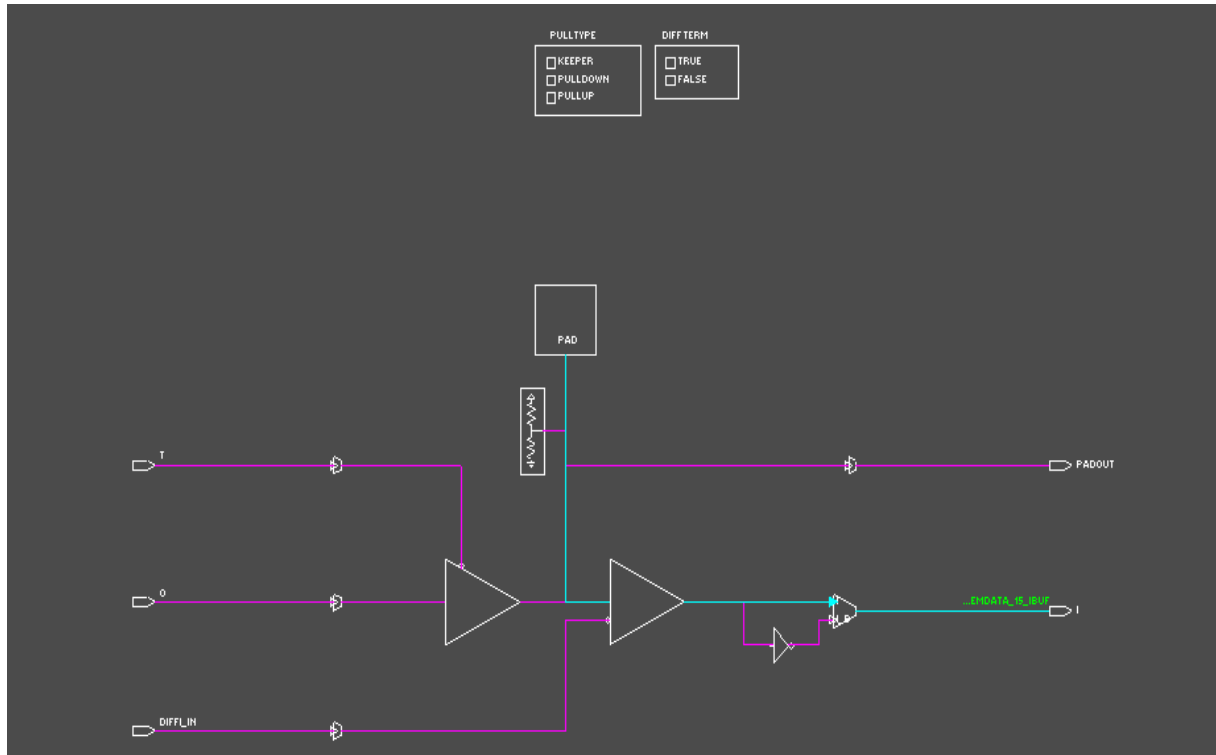 PULLTYPE
DIFFTERM
KEEPER
PULLDOWN
PULLUP
TRUE
FALSE
PAD
T
PADOUT
O
...EMDATA_15_IBUF
I
DIFFI_IN